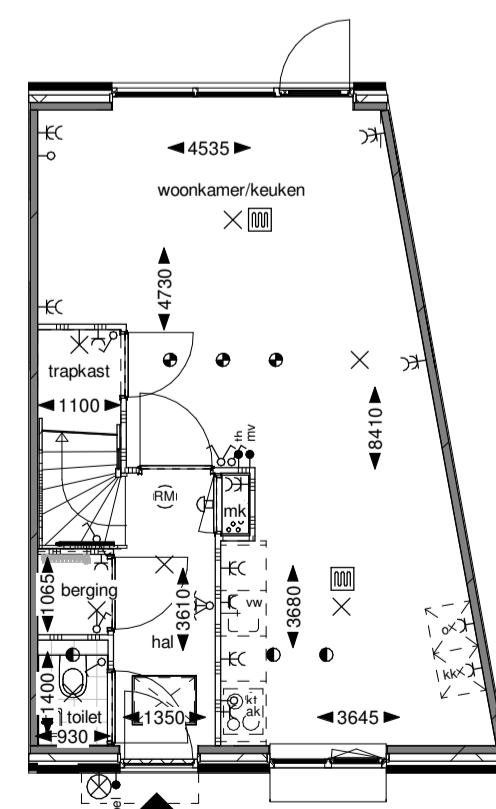 4535
woonkamer/keuken
4730
trapkast
1100
8410
th
mv
RM
mk
1065
berging
3610
vw
3680
hal
kk
kt
ak
1400
toilet
930
1350
3645